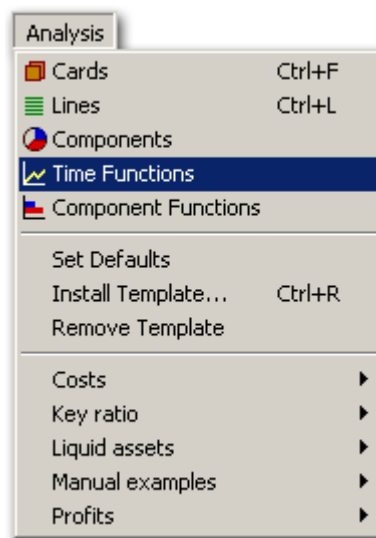 Analysis
Cards Ctrl+F
Lines Ctrl+L
Components
Time Functions
Component Functions
Set Defaults
Install Template... Ctrl+R
Remove Template
Costs
Key ratio
Liquid assets
Manual examples
Profits